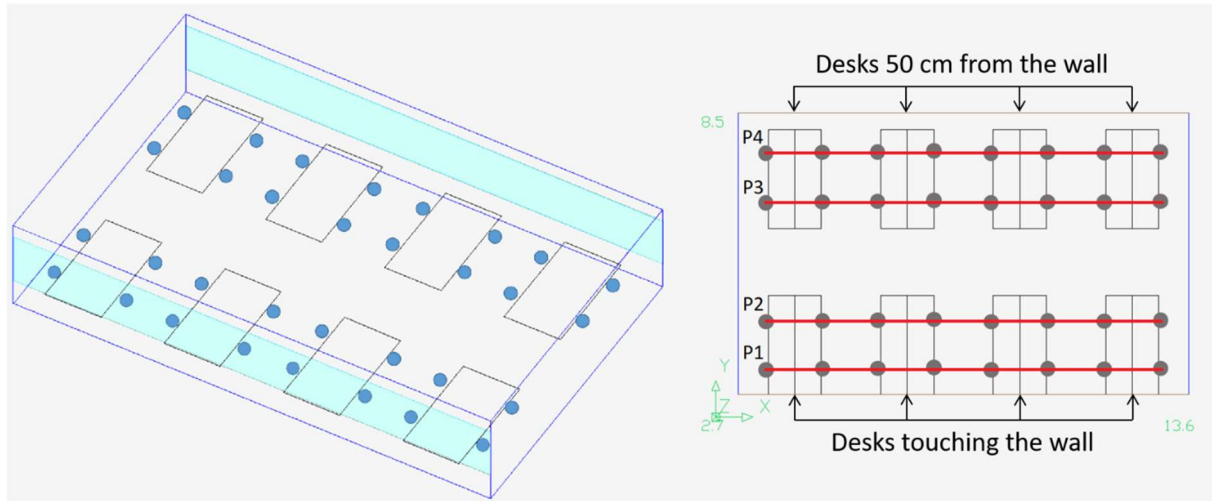 Desks 50 cm from the wall
8.5
P4
P3
P2
P1
Y
Z X
2.7 13.6
Desks touching the wall